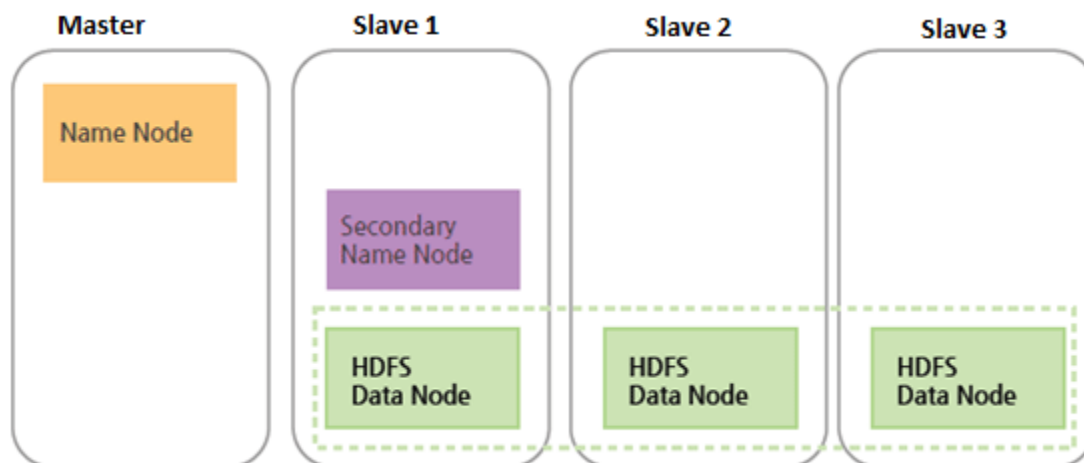 Master
Slave 1
Slave 2
Slave 3
Name Node
Secondary
Name Node
HDFS
Data Node
HDFS
Data Node
HDFS
Data Node